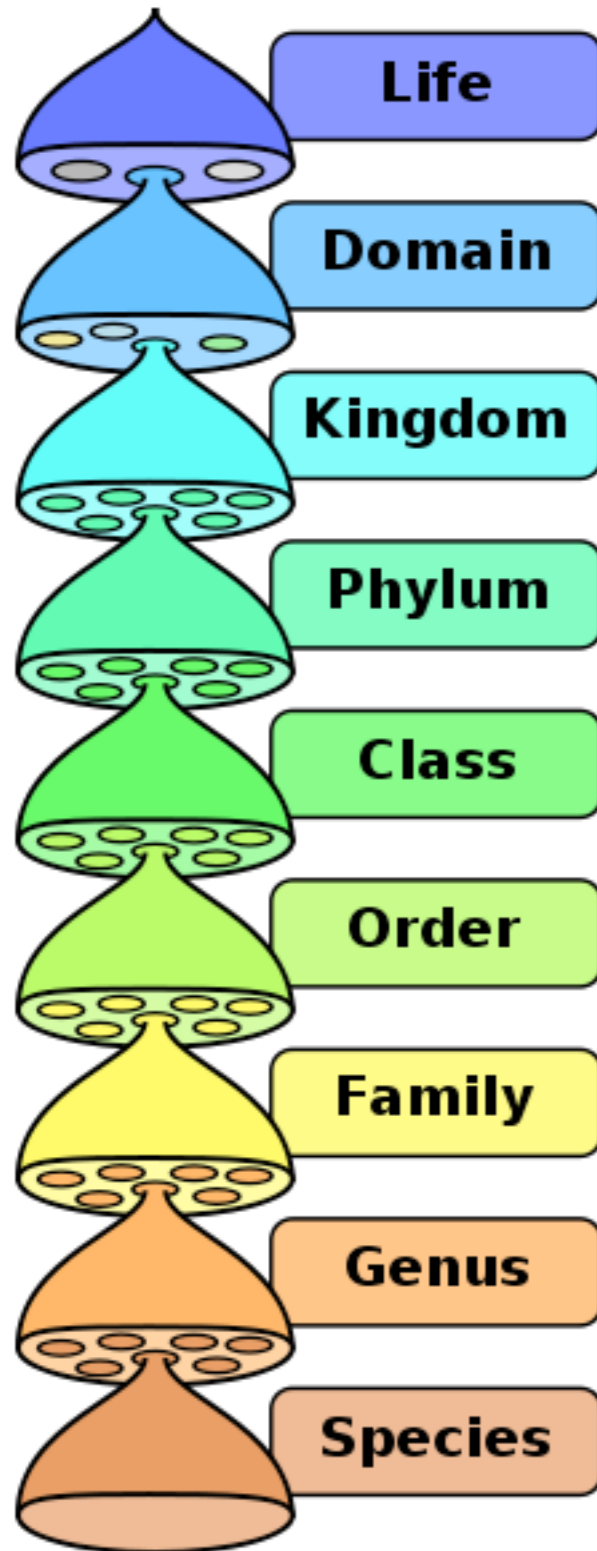 Life
Domain
Kingdom
Phylum
Class
Order
Family
Genus
Species